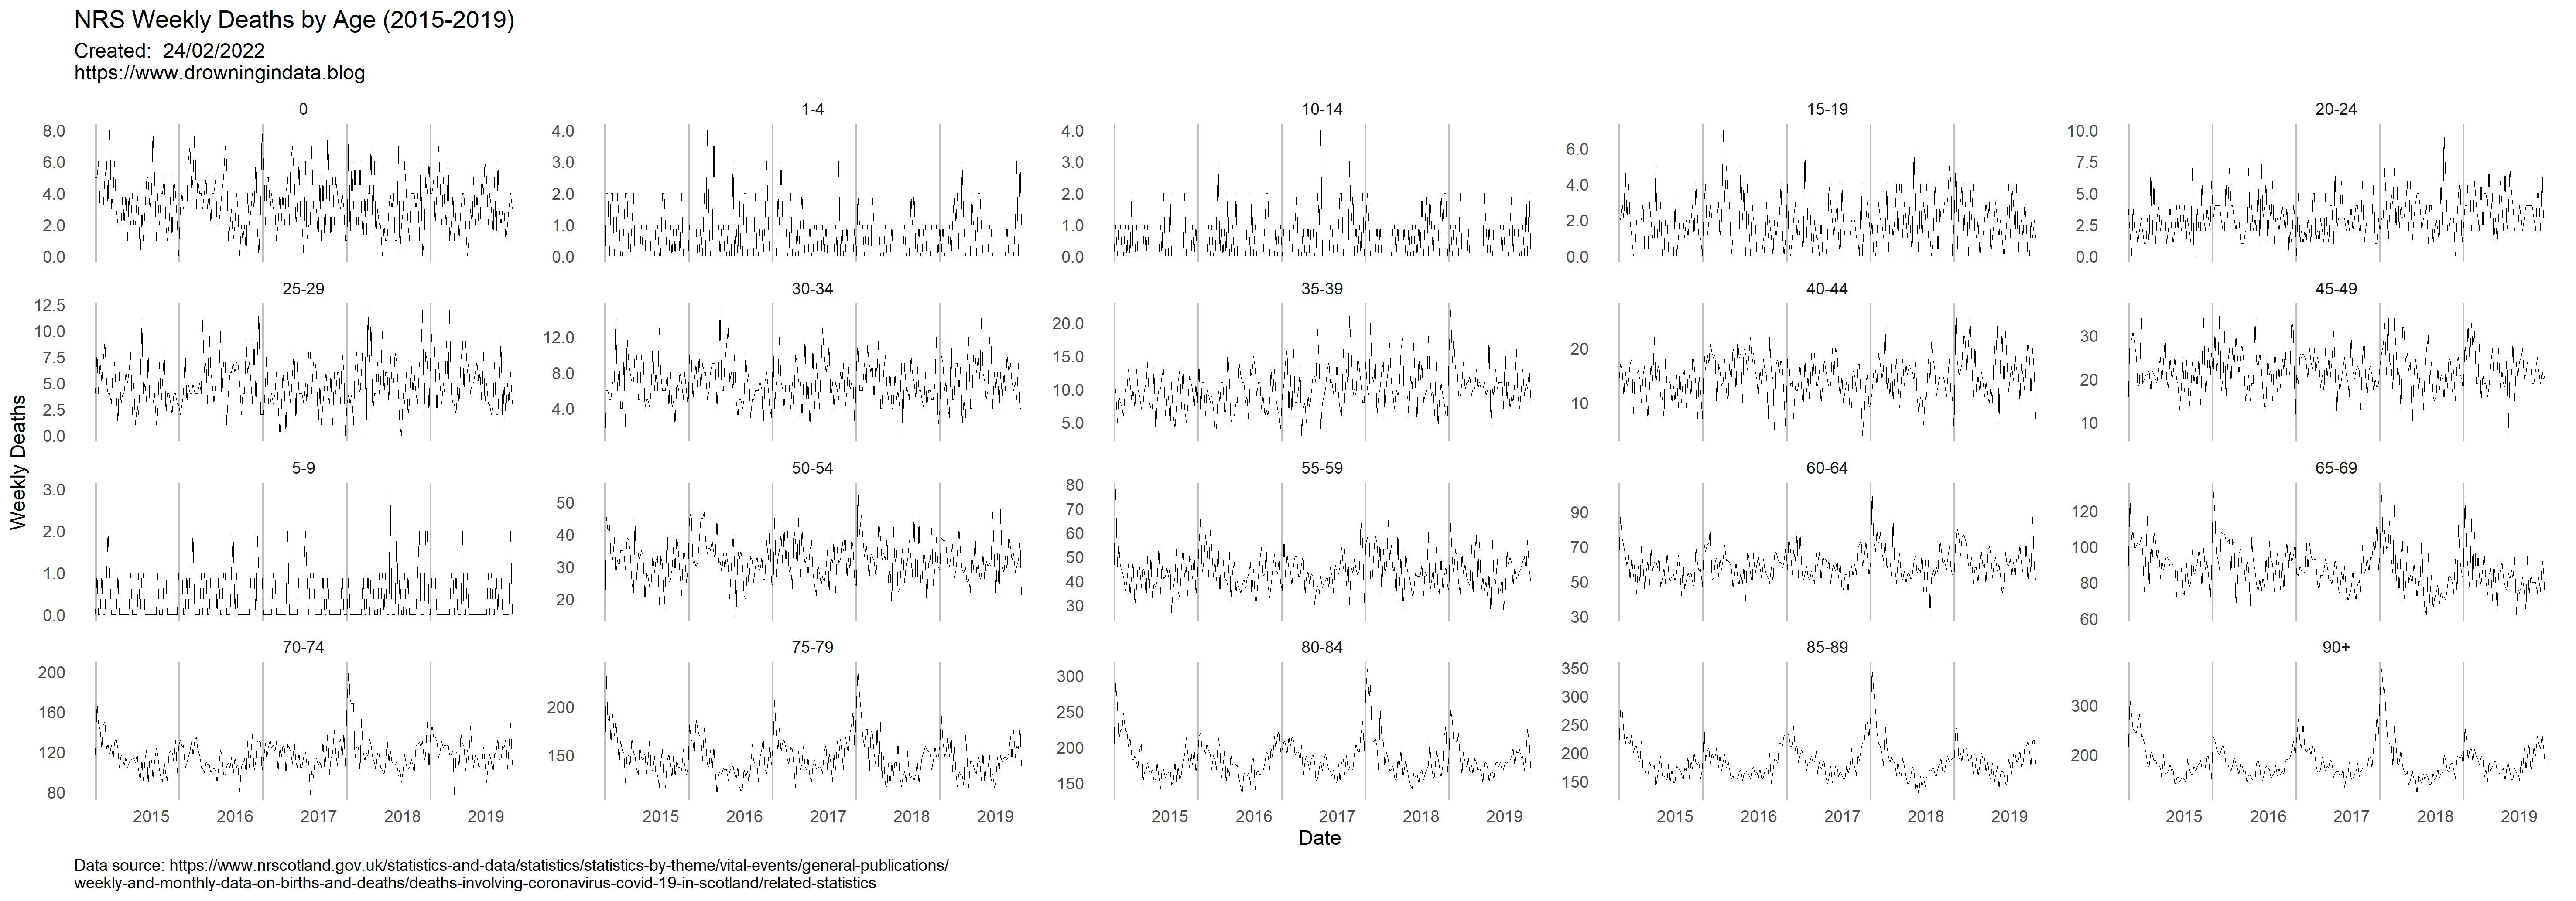 NRS Weekly Deaths by Age (2015-2019)
Created:  24/02/2022
https://www.drowningindata.blog
0 1-4 10-14 15-19 20-24
8.0 6.0 4.0 2.0 0.0
4.0 3.0 2.0 1.0 0.0
4.0 3.0 2.0 1.0 0.0
6.0 4.0 2.0 0.0
10.0 7.5 5.0 2.5 0.0
25-29 30-34 35-39 40-44 45-49
12.5 10.0 7.5 5.0 2.5 0.0
12.0 8.0 4.0
20.0 15.0 10.0 5.0
20 10
30 20 10
Weekly Deaths
5-9 50-54 55-59 60-64 65-69
3.0 2.0 1.0 0.0
50 40 30 20
80 70 60 50 40 30
90 70 50 30
120 100 80 60
70-74 75-79 80-84 85-89 90+
200 160 120 80
200 150
300 250 200 150
350 300 250 200 150
300 200
2015 2016 2017 2018 2019
2015 2016 2017 2018 2019
2015 2016 2017 2018 2019
2015 2016 2017 2018 2019
2015 2016 2017 2018 2019
Date
Data source: https://www.nrscotland.gov.uk/statistics-and-data/statistics/statistics-by-theme/vital-events/general-publications/
weekly-and-monthly-data-on-births-and-deaths/deaths-involving-coronavirus-covid-19-in-scotland/related-statistics